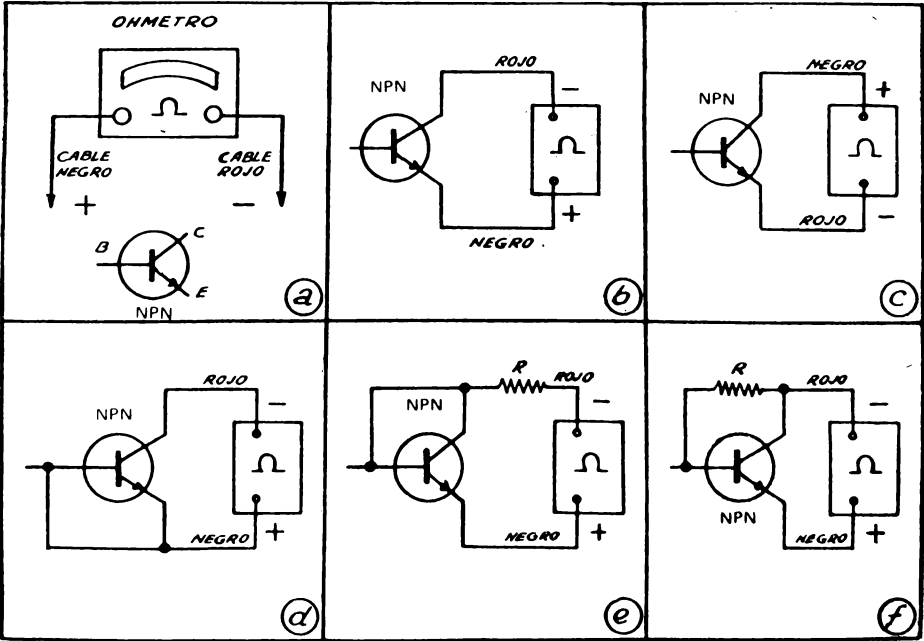 OHMETRO
Ω
CABLE
NEGRO
+
CABLE
ROJO
−
B
C
E
NPN
a
ROJO
NPN
−
Ω
+
NEGRO
b
NEGRO
NPN
+
Ω
ROJO
−
c
ROJO
NPN
−
Ω
NEGRO
+
d
R
ROJO
NPN
−
Ω
NEGRO
+
e
R
ROJO
−
Ω
NPN
NEGRO
+
f